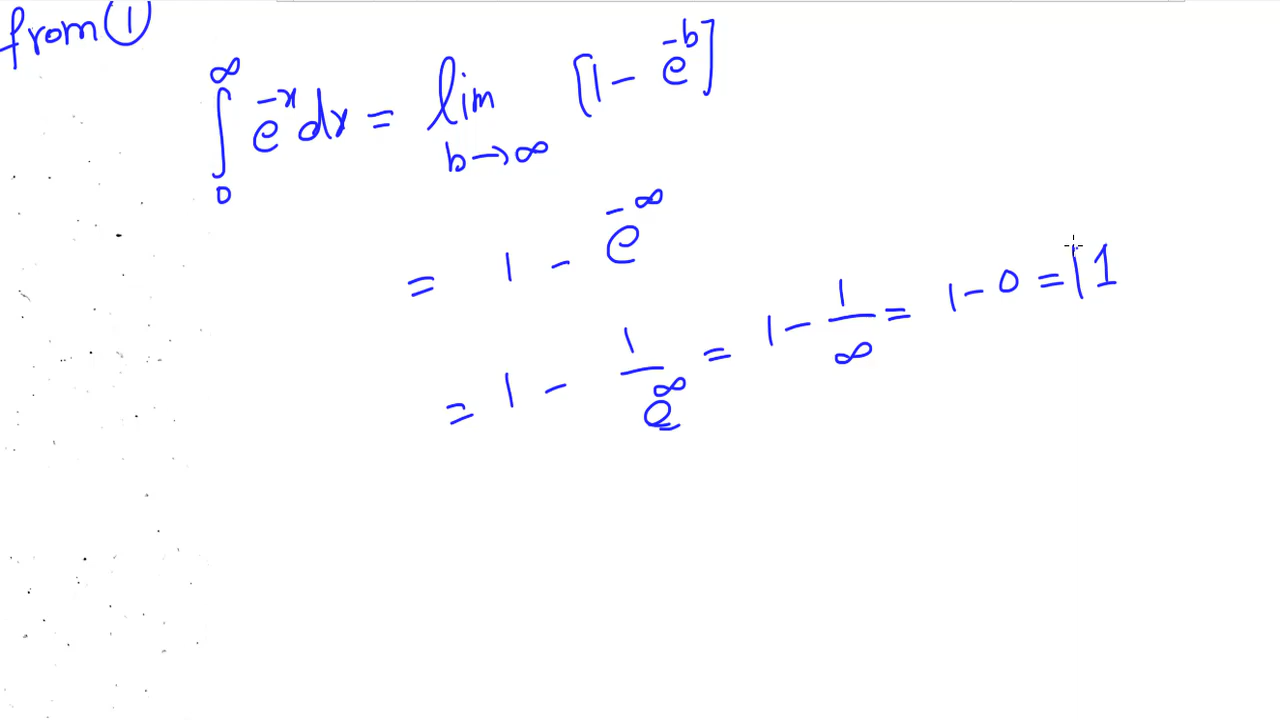 from ①
∫₀^∞ e^{-x} dx = lim_{b→∞} [1 - e^{-b}]
= 1 - e^{-∞}
= 1 - 1/e^∞ = 1 - 1/∞ = 1 - 0 = |1